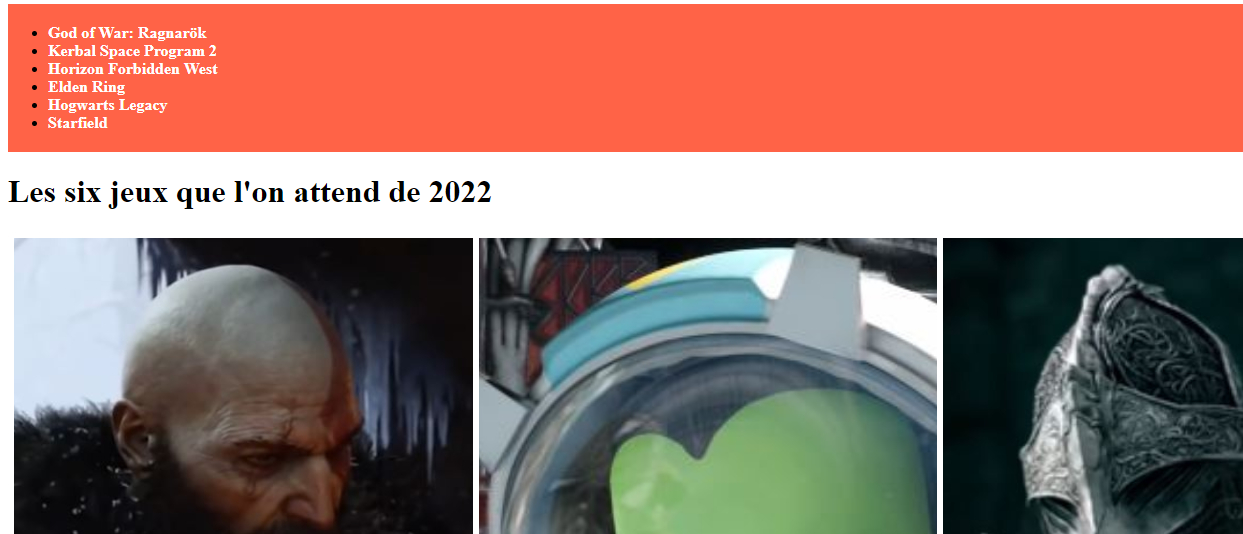 God of War: Ragnarök
Kerbal Space Program 2
Horizon Forbidden West
Elden Ring
Hogwarts Legacy
Starfield
Les six jeux que l'on attend de 2022